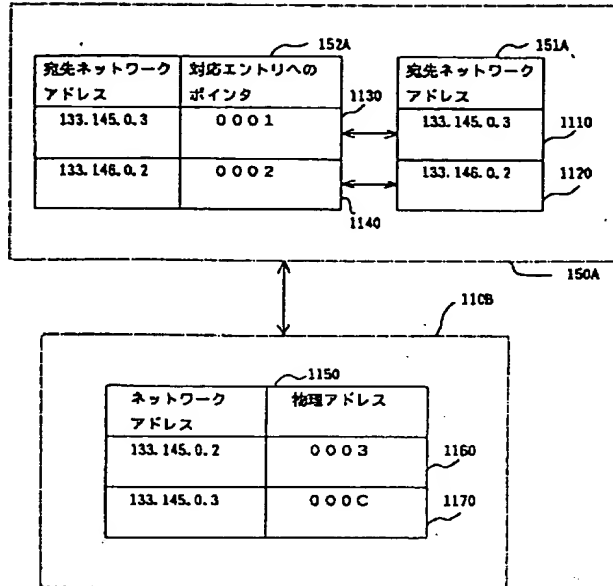 152A
151A
宛先ネットワーク
アドレス
対応エントリへの
ポインタ
宛先ネットワーク
アドレス
133.145.0.3
0001
1130
133.145.0.3
1110
133.146.0.2
0002
133.146.0.2
1120
1140
150A
110B
1150
ネットワーク
アドレス
物理アドレス
133.145.0.2
0003
1160
133.145.0.3
000C
1170